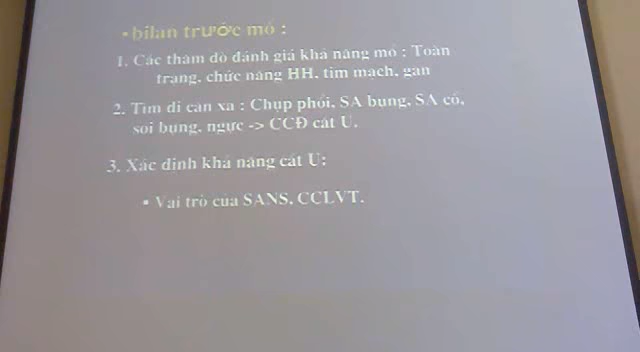 • bilan trước mổ :
1. Các thăm dò đánh giá khả năng mổ : Toàn
trạng, chức năng HH, tim mạch, gan
2. Tìm di căn xa : Chụp phổi, SA bụng, SA cổ,
soi bụng, ngực -> CCĐ cắt U.
3. Xác định khả năng cắt U:
▪ Vai trò của SANS, CCLVT.